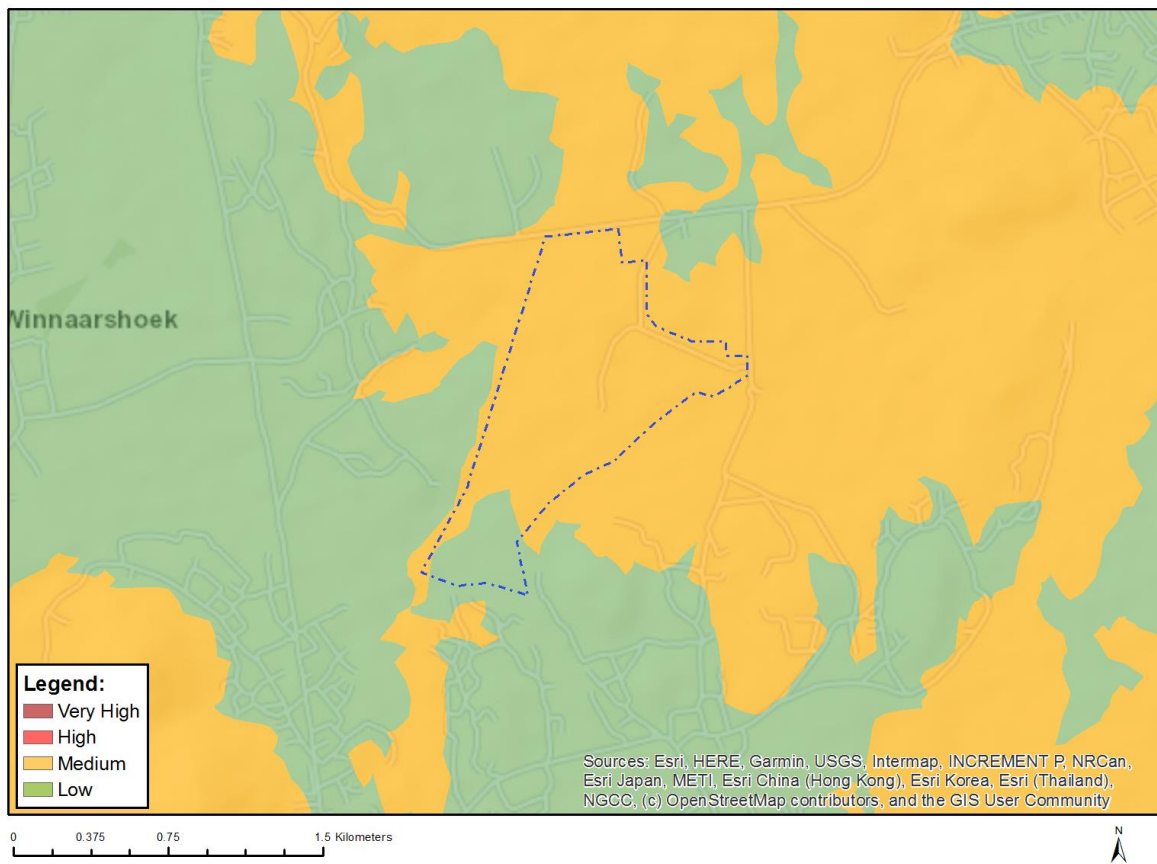 Winnaarshoek
Legend:
Very High
High
Medium
Low
Sources: Esri, HERE, Garmin, USGS, Intermap, INCREMENT P, NRCan,
Esri Japan, METI, Esri China (Hong Kong), Esri Korea, Esri (Thailand),
NGCC, (c) OpenStreetMap contributors, and the GIS User Community
0 0.375 0.75 1.5 Kilometers
N